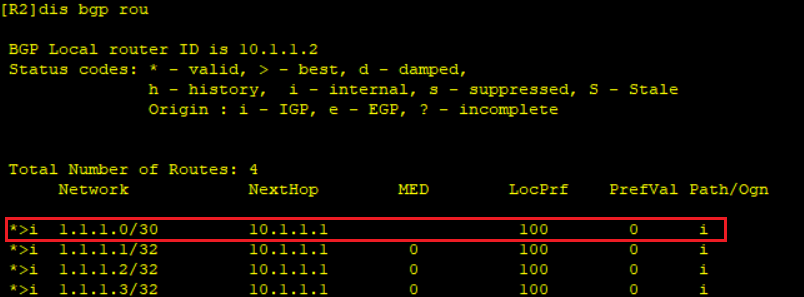 [R2]dis bgp rou
BGP Local router ID is 10.1.1.2
Status codes: * - valid, > - best, d - damped,
h - history, i - internal, s - suppressed, S - Stale
Origin : i - IGP, e - EGP, ? - incomplete
Total Number of Routes: 4
Network NextHop MED LocPrf PrefVal Path/Ogn
*>i 1.1.1.0/30 10.1.1.1 100 0 i
*>i 1.1.1.1/32 10.1.1.1 0 100 0 i
*>i 1.1.1.2/32 10.1.1.1 0 100 0 i
*>i 1.1.1.3/32 10.1.1.1 0 100 0 i